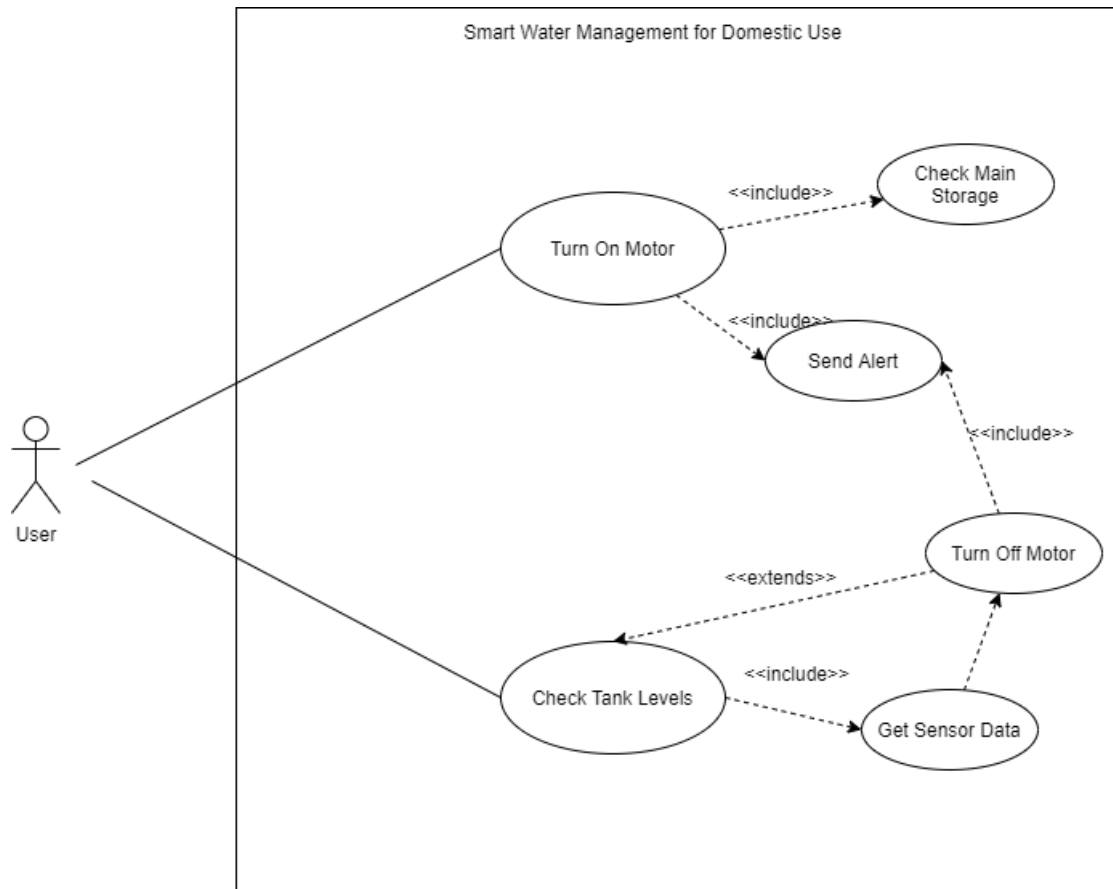 Smart Water Management for Domestic Use
Check Main
Storage
<<include>>
Turn On Motor
<<include>>
Send Alert
<<include>>
User
Turn Off Motor
<<extends>>
<<include>>
Check Tank Levels
Get Sensor Data